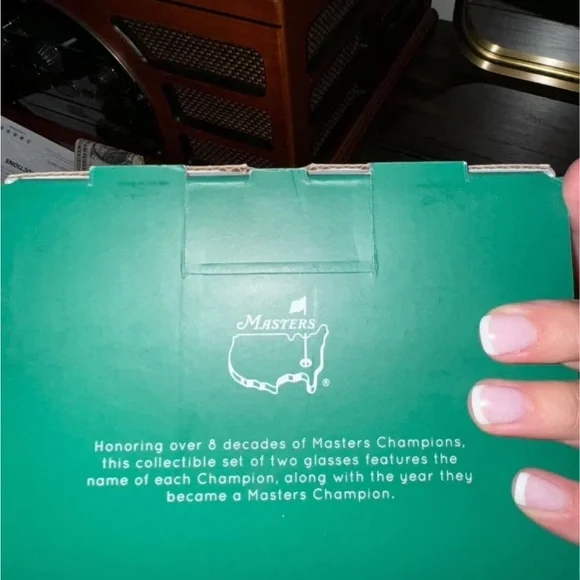 MASTERS
®
Honoring over 8 decades of Masters Champions,
this collectible set of two glasses features the
name of each Champion, along with the year they
became a Masters Champion.